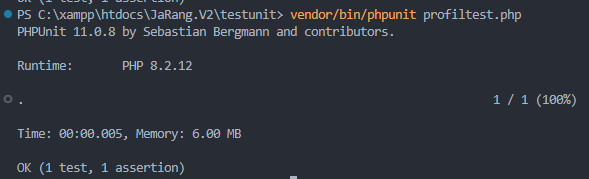 OK (1 test, 1 assertion)
PS C:\xampp\htdocs\JaRang.V2\testunit> vendor/bin/phpunit profiltest.php
PHPUnit 11.0.8 by Sebastian Bergmann and contributors.
Runtime:       PHP 8.2.12
.                                                                   1 / 1 (100%)
Time: 00:00.005, Memory: 6.00 MB
OK (1 test, 1 assertion)